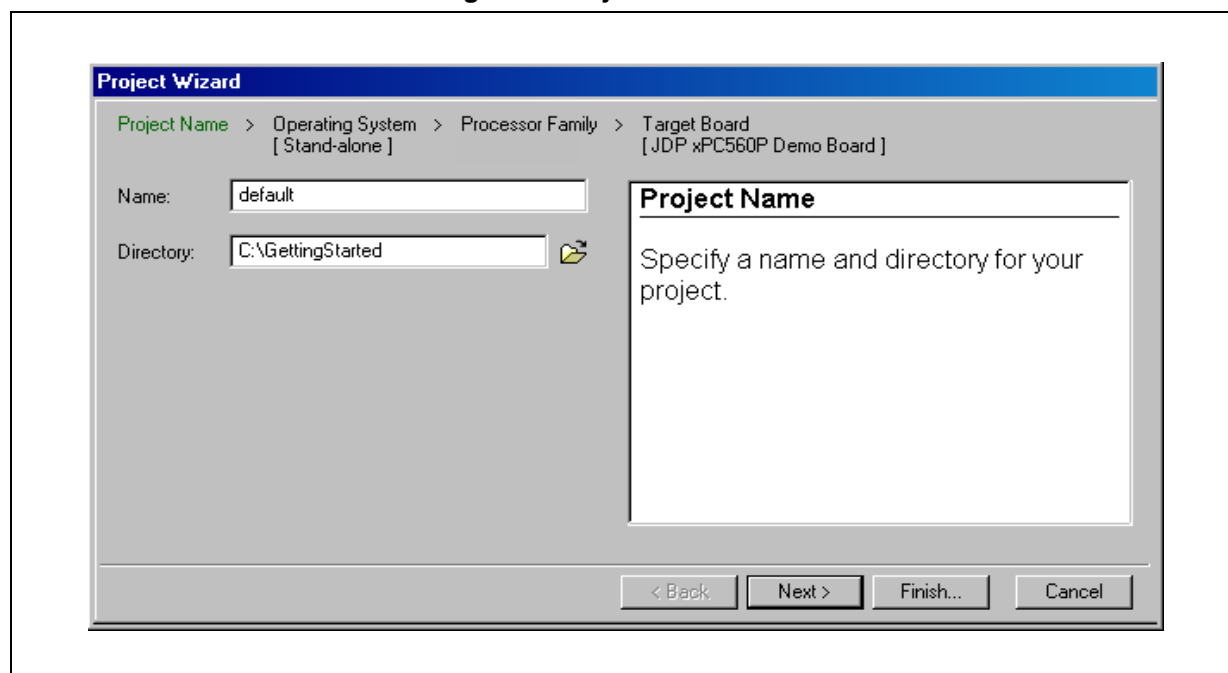 Project Wizard
Project Name > Operating System > Processor Family > Target Board
[ Stand-alone ] [ JDP xPC560P Demo Board ]
Name: default
Directory: C:\GettingStarted
Project Name
Specify a name and directory for your
project.
< Back Next > Finish... Cancel